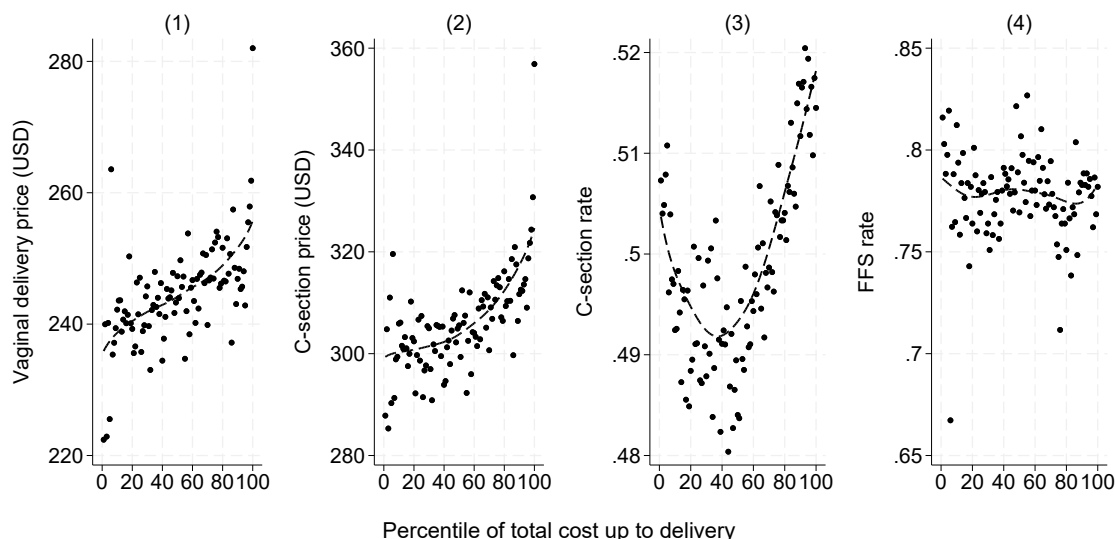 (1)
Vaginal delivery price (USD)
280
260
240
220
0 20 40 60 80 100
(2)
C-section price (USD)
360
340
320
300
280
0 20 40 60 80 100
(3)
C-section rate
.52
.51
.5
.49
.48
0 20 40 60 80 100
(4)
FFS rate
.85
.8
.75
.7
.65
0 20 40 60 80 100
Percentile of total cost up to delivery